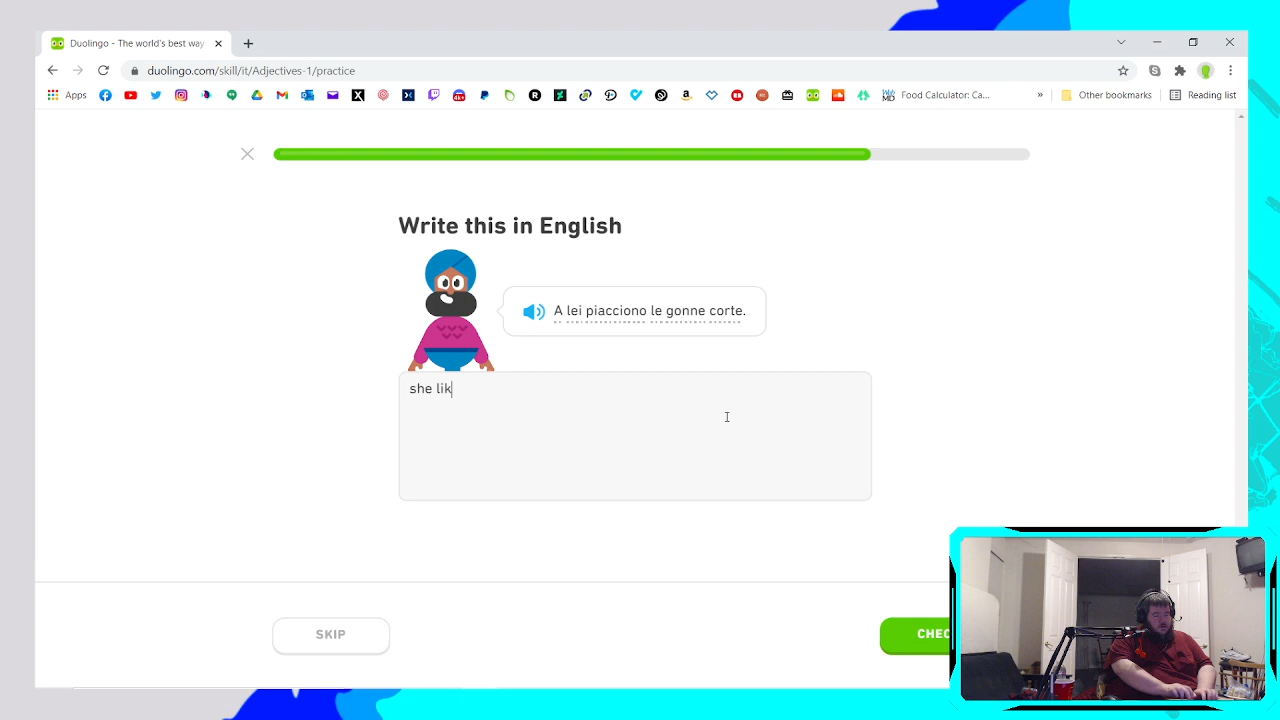 Duolingo - The world's best way
duolingo.com/skill/it/Adjectives-1/practice
Apps
Food Calculator: Ca...
»
Other bookmarks
Reading list
Write this in English
A lei piacciono le gonne corte.
she lik
SKIP
CHEC